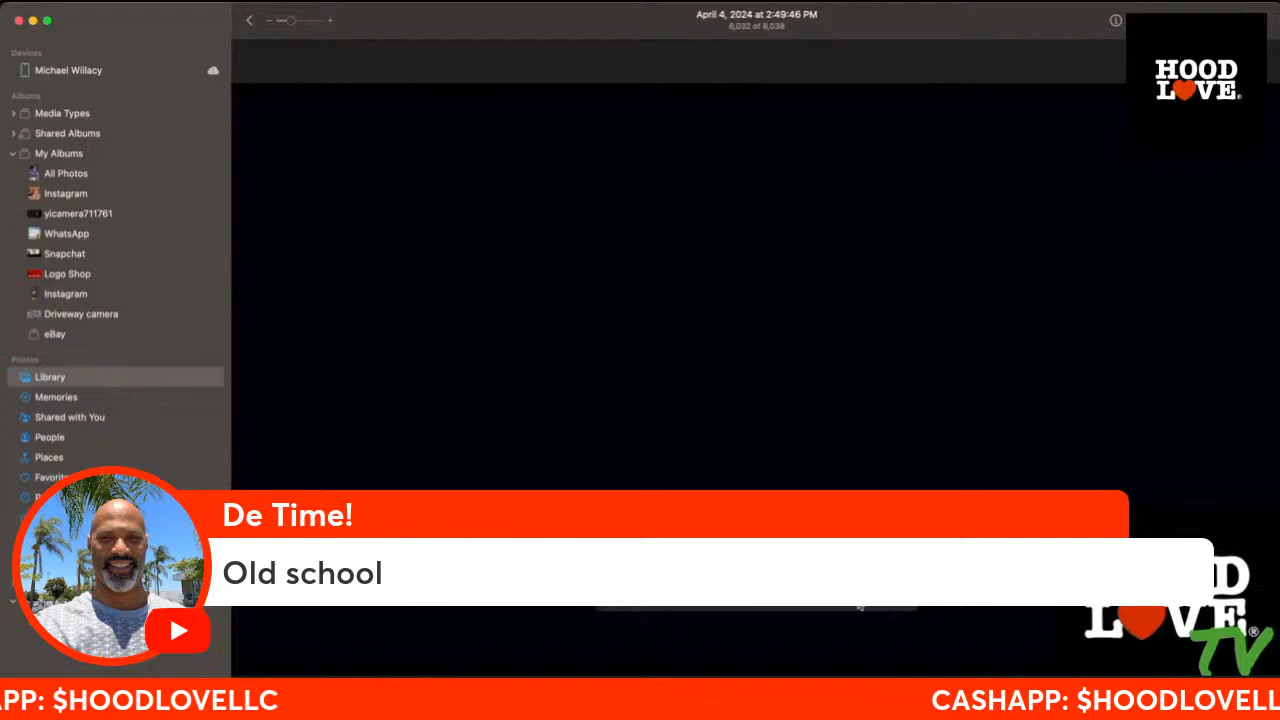 April 4, 2024 at 2:49:46 PM
8,032 of 8,038
Devices
Michael Willacy
Albums
Media Types
Shared Albums
My Albums
All Photos
Instagram
yicamera711761
WhatsApp
Snapchat
Logo Shop
Instagram
Driveway camera
eBay
Photos
Library
Memories
Shared with You
People
Places
Favorite
HOOD
LOVE®
De Time!
Old school
D
LOVE®
TV
APP: $HOODLOVELLC
CASHAPP: $HOODLOVELL